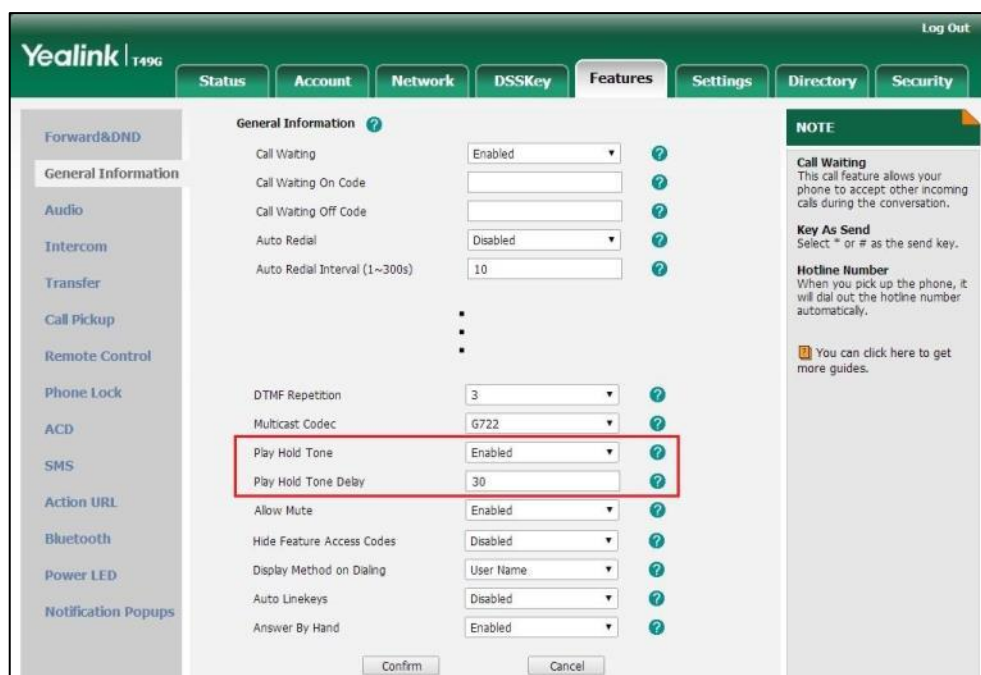 Log Out
Yealink T49G
Status Account Network DSSKey Features Settings Directory Security
Forward&DND
General Information
Audio
Intercom
Transfer
Call Pickup
Remote Control
Phone Lock
ACD
SMS
Action URL
Bluetooth
Power LED
Notification Popups
General Information ?
Call Waiting Enabled ?
Call Waiting On Code ?
Call Waiting Off Code ?
Auto Redial Disabled ?
Auto Redial Interval (1~300s) 10 ?
DTMF Repetition 3 ?
Multicast Codec G722 ?
Play Hold Tone Enabled ?
Play Hold Tone Delay 30 ?
Allow Mute Enabled ?
Hide Feature Access Codes Disabled ?
Display Method on Dialing User Name ?
Auto Linekeys Disabled ?
Answer By Hand Enabled ?
Confirm Cancel
NOTE
Call Waiting
This call feature allows your
phone to accept other incoming
calls during the conversation.
Key As Send
Select * or # as the send key.
Hotline Number
When you pick up the phone, it
will dial out the hotline number
automatically.
? You can click here to get
more guides.